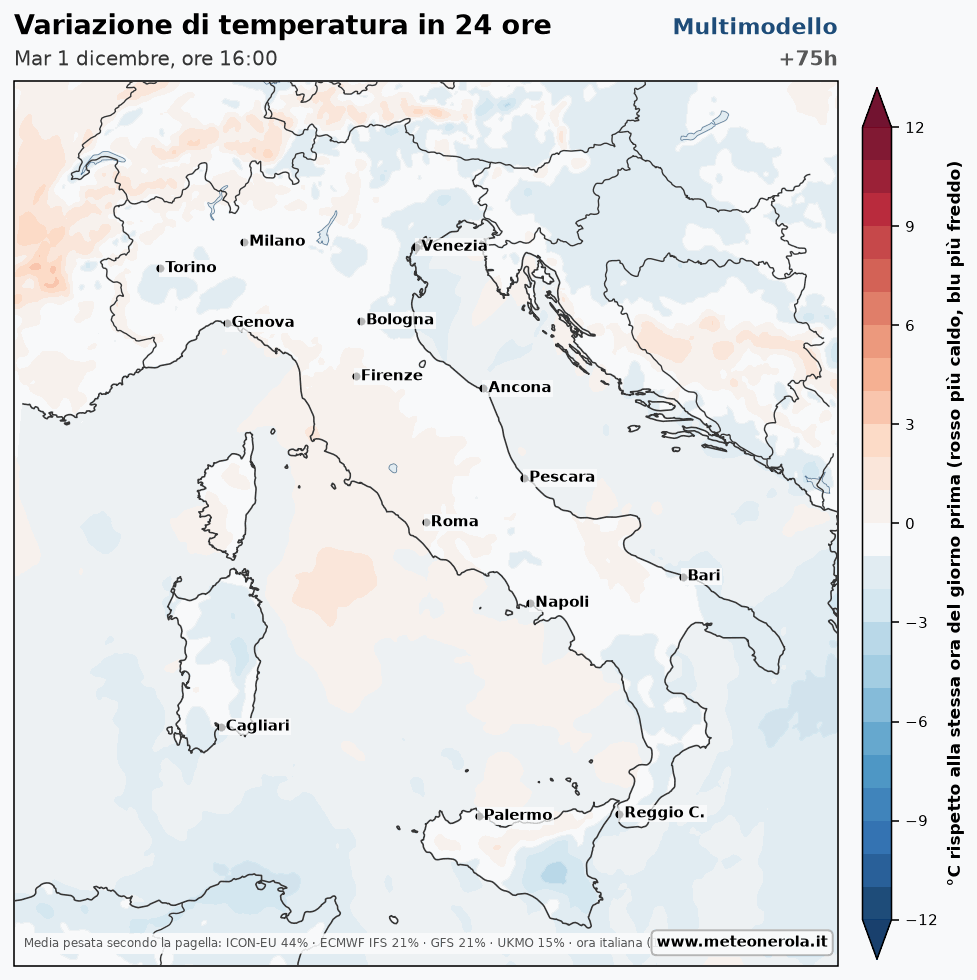 Variazione di temperatura in 24 ore
Multimodello
Mar 1 dicembre, ore 16:00
+75h
Milano
Venezia
Torino
Genova
Bologna
Firenze
Ancona
Pescara
Roma
Bari
Napoli
Cagliari
Palermo
Reggio C.
12
9
6
3
0
−3
−6
−9
−12
°C rispetto alla stessa ora del giorno prima (rosso più caldo, blu più freddo)
Media pesata secondo la pagella: ICON-EU 44% · ECMWF IFS 21% · GFS 21% · UKMO 15% · ora italiana (
www.meteonerola.it